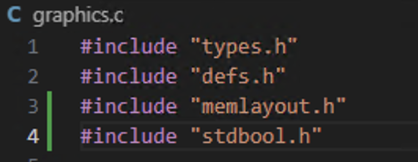 C graphics.c
1 #include "types.h"
2 #include "defs.h"
3 #include "memlayout.h"
4 #include "stdbool.h"